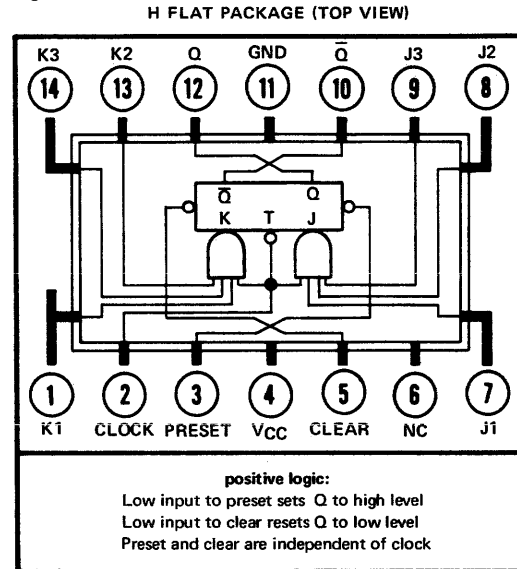 H FLAT PACKAGE (TOP VIEW)
K3 K2 Q GND Q̅ J3 J2
14 13 12 11 10 9 8
Q̅ Q
K T J
1 2 3 4 5 6 7
K1 CLOCK PRESET VCC CLEAR NC J1
positive logic:
Low input to preset sets Q to high level
Low input to clear resets Q to low level
Preset and clear are independent of clock